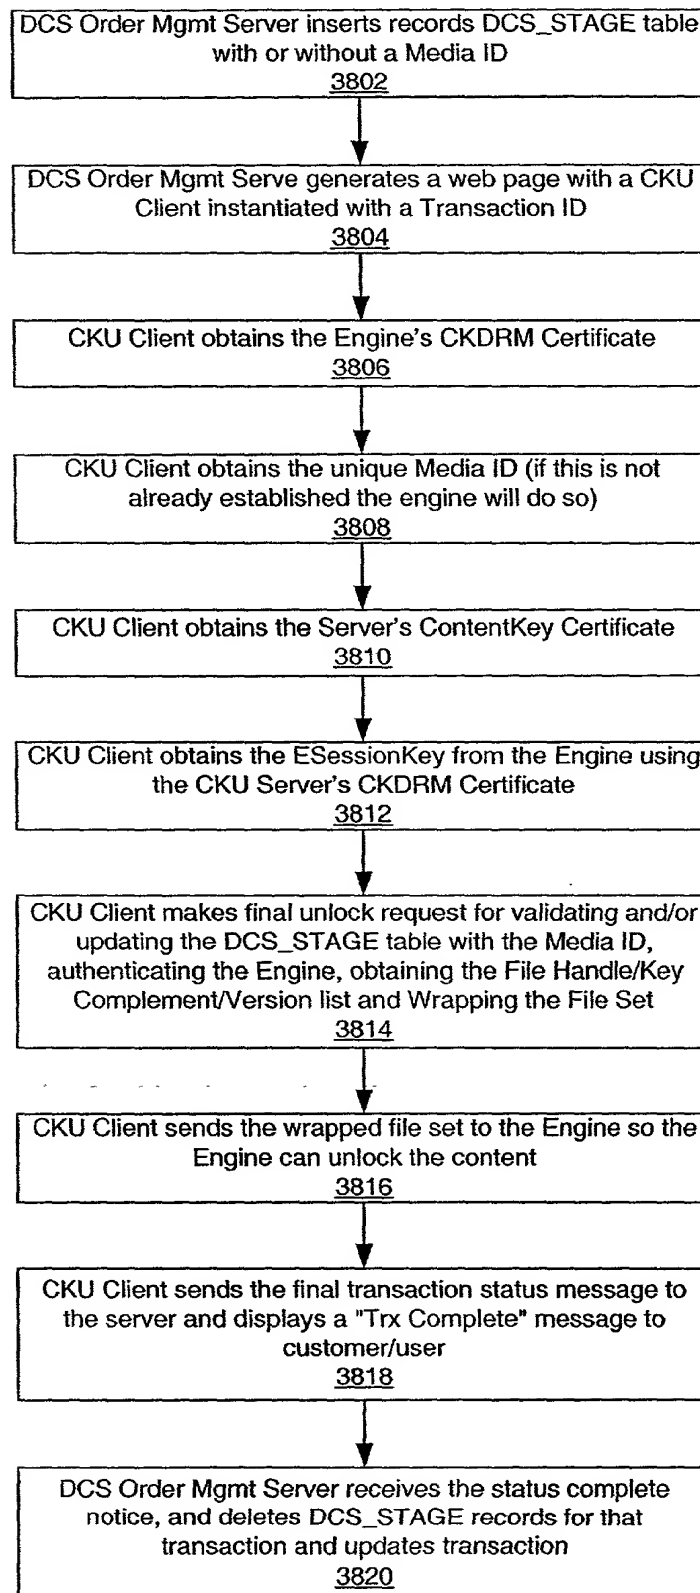 DCS Order Mgmt Server inserts records DCS_STAGE table
with or without a Media ID
3802
DCS Order Mgmt Serve generates a web page with a CKU
Client instantiated with a Transaction ID
3804
CKU Client obtains the Engine's CKDRM Certificate
3806
CKU Client obtains the unique Media ID (if this is not
already established the engine will do so)
3808
CKU Client obtains the Server's ContentKey Certificate
3810
CKU Client obtains the ESessionKey from the Engine using
the CKU Server's CKDRM Certificate
3812
CKU Client makes final unlock request for validating and/or
updating the DCS_STAGE table with the Media ID,
authenticating the Engine, obtaining the File Handle/Key
Complement/Version list and Wrapping the File Set
3814
CKU Client sends the wrapped file set to the Engine so the
Engine can unlock the content
3816
CKU Client sends the final transaction status message to
the server and displays a "Trx Complete" message to
customer/user
3818
DCS Order Mgmt Server receives the status complete
notice, and deletes DCS_STAGE records for that
transaction and updates transaction
3820